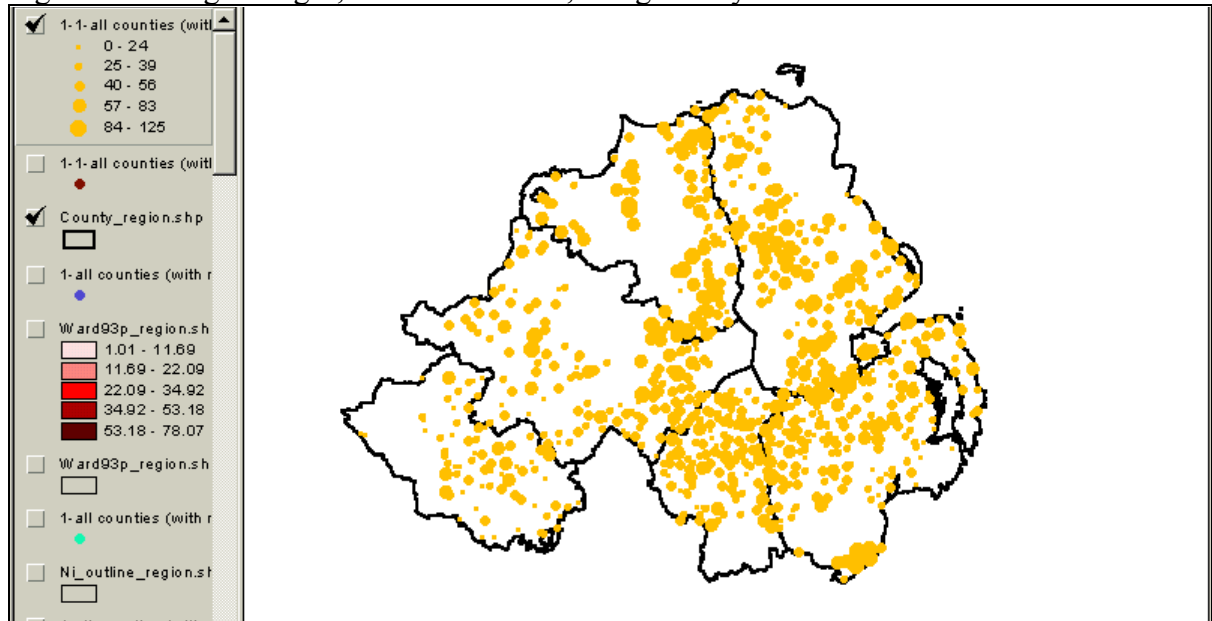 1-1-all counties (witl
0 - 24
25 - 39
40 - 56
57 - 83
84 - 125
1-1-all counties (witl
County_region.shp
1-all counties (with r
Ward93p_region.sh
1.01 - 11.69
11.69 - 22.09
22.09 - 34.92
34.92 - 53.18
53.18 - 78.07
Ward93p_region.sh
1-all counties (with r
Ni_outline_region.sh